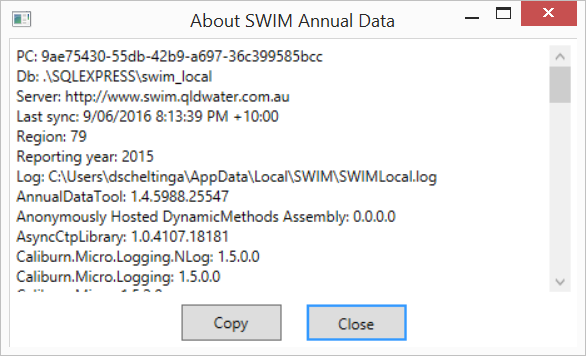 About SWIM Annual Data
PC: 9ae75430-55db-42b9-a697-36c399585bcc
Db: .\SQLEXPRESS\swim_local
Server: http://www.swim.qldwater.com.au
Last sync: 9/06/2016 8:13:39 PM +10:00
Region: 79
Reporting year: 2015
Log: C:\Users\dscheltinga\AppData\Local\SWIM\SWIMLocal.log
AnnualDataTool: 1.4.5988.25547
Anonymously Hosted DynamicMethods Assembly: 0.0.0.0
AsyncCtpLibrary: 1.0.4107.18181
Caliburn.Micro.Logging.NLog: 1.5.0.0
Caliburn.Micro.Logging: 1.5.0.0
Copy
Close